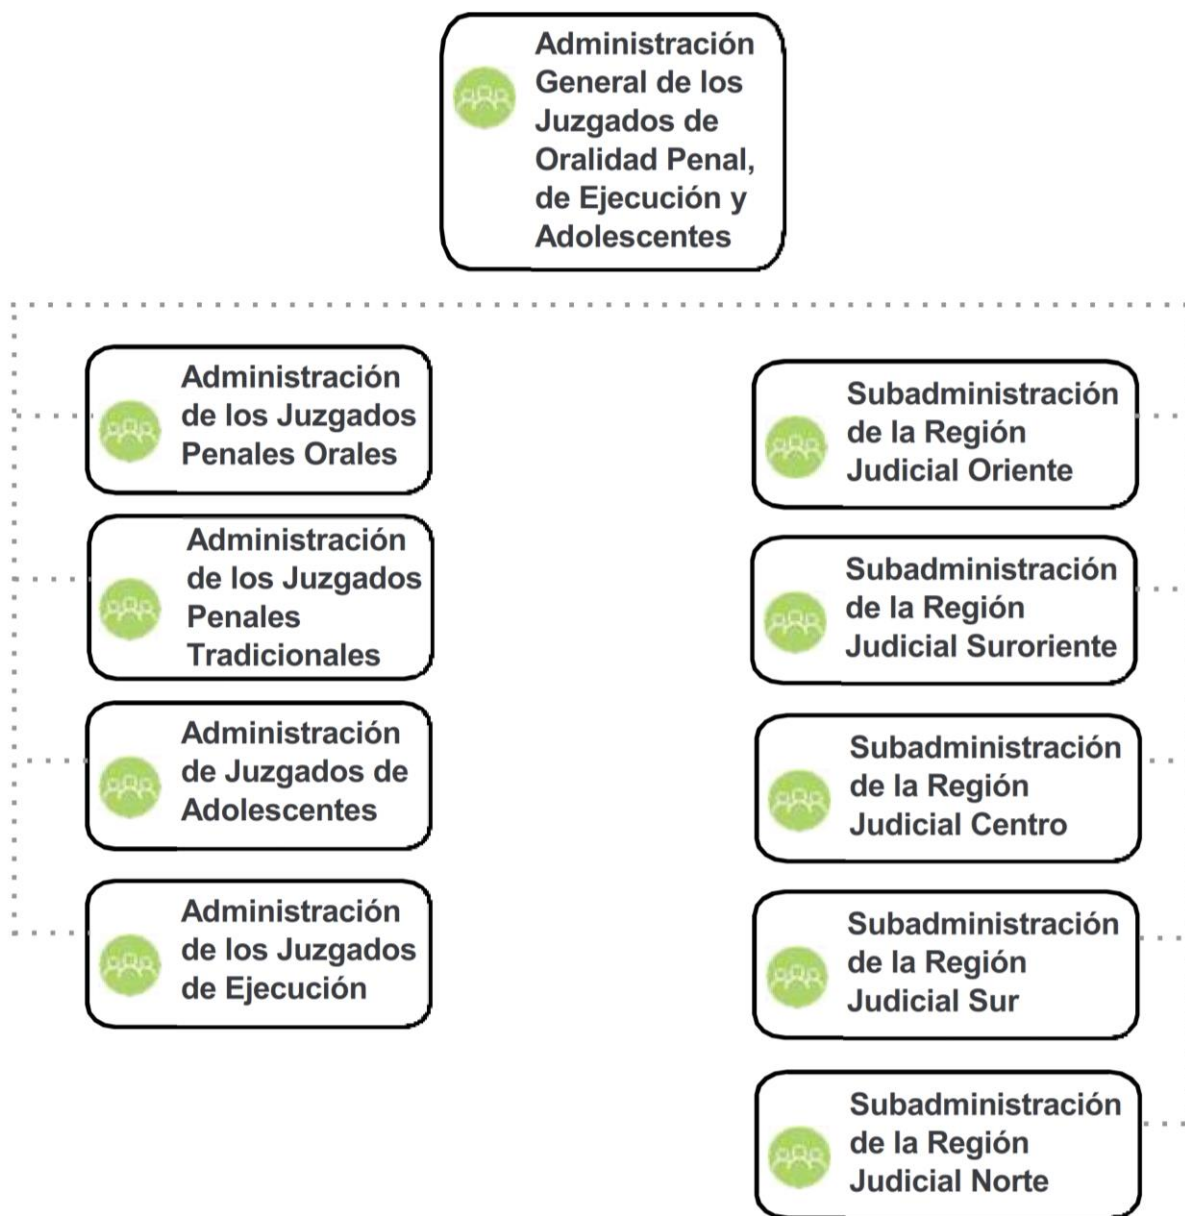 Administración
General de los
Juzgados de
Oralidad Penal,
de Ejecución y
Adolescentes
Administración
de los Juzgados
Penales Orales
Administración
de los Juzgados
Penales
Tradicionales
Administración
de Juzgados de
Adolescentes
Administración
de los Juzgados
de Ejecución
Subadministración
de la Región
Judicial Oriente
Subadministración
de la Región
Judicial Suroriente
Subadministración
de la Región
Judicial Centro
Subadministración
de la Región
Judicial Sur
Subadministración
de la Región
Judicial Norte